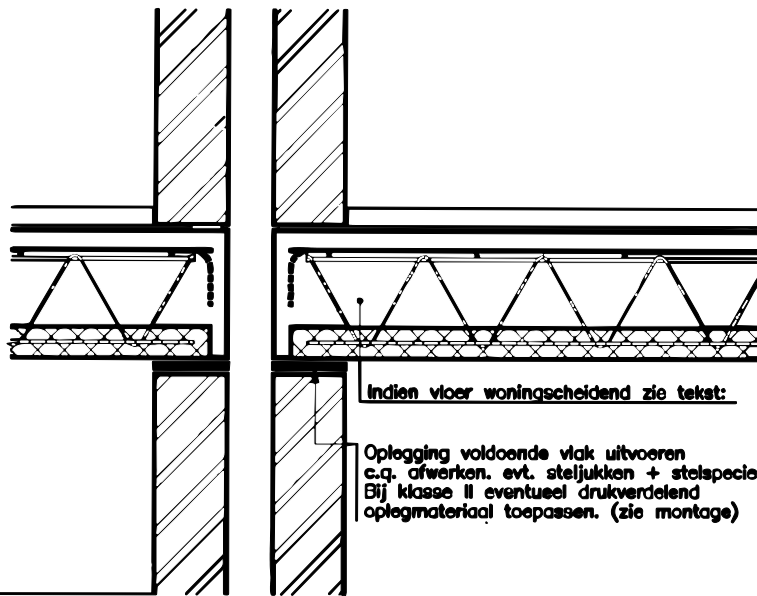 Indien vloer woningscheidend zie tekst:
Oplegging voldoende vlak uitvoeren
c.q. afwerken. evt. steljukken + stelspecie
Bij klasse II eventueel drukverdelend
oplegmateriaal toepassen. (zie montage)